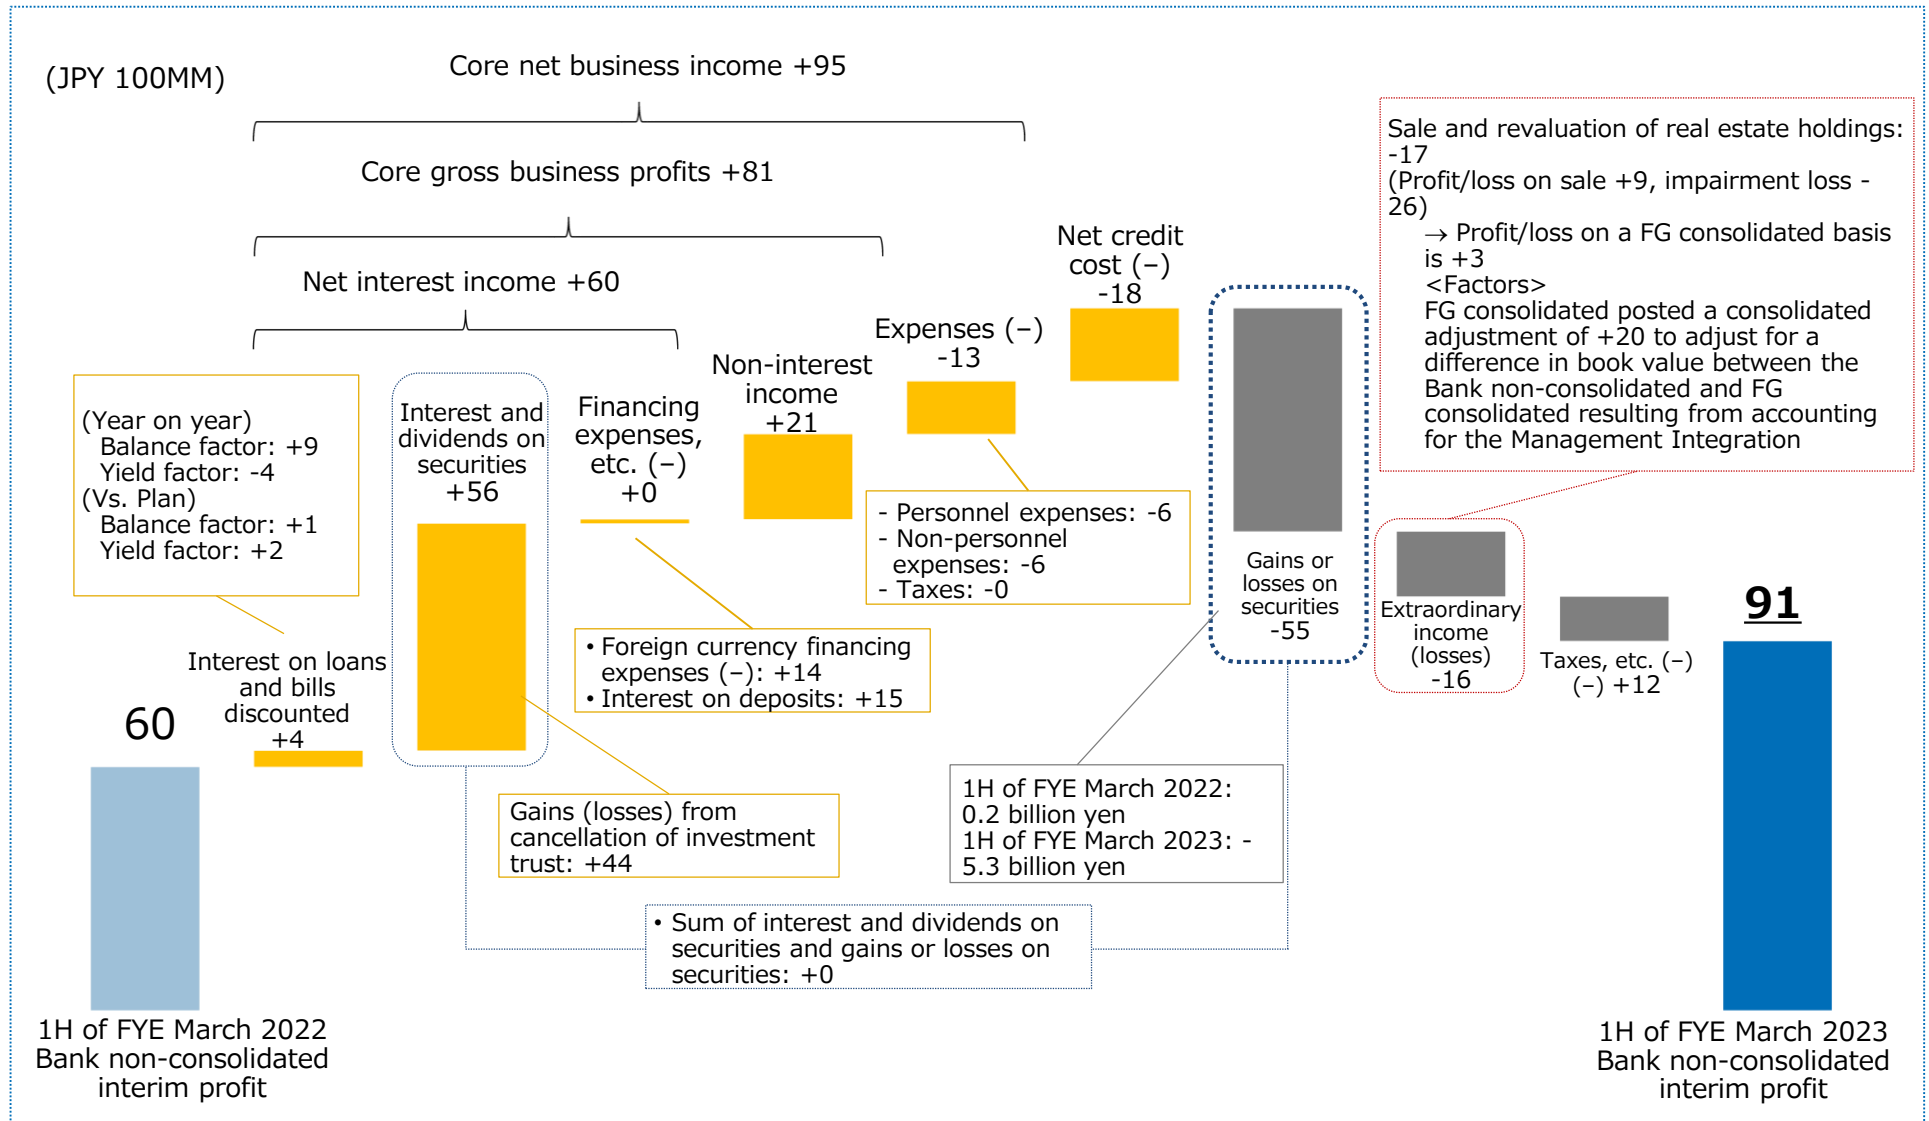 (JPY 100MM)
Core net business income +95
Core gross business profits +81
Net interest income +60
(Year on year)
Balance factor: +9
Yield factor: -4
(Vs. Plan)
Balance factor: +1
Yield factor: +2
60
1H of FYE March 2022
Bank non-consolidated
interim profit
Interest on loans
and bills
discounted
+4
Interest and
dividends on
securities
+56
Gains (losses) from
cancellation of investment
trust: +44
Financing
expenses,
etc. (–)
+0
• Foreign currency financing
expenses (–): +14
• Interest on deposits: +15
Non-interest
income
+21
Expenses (–)
-13
- Personnel expenses: -6
- Non-personnel
expenses: -6
- Taxes: -0
Net credit
cost (–)
-18
Gains or
losses on
securities
-55
1H of FYE March 2022:
0.2 billion yen
1H of FYE March 2023: -
5.3 billion yen
• Sum of interest and dividends on
securities and gains or losses on
securities: +0
Sale and revaluation of real estate holdings:
-17
(Profit/loss on sale +9, impairment loss -
26)
→ Profit/loss on a FG consolidated basis
is +3
<Factors>
FG consolidated posted a consolidated
adjustment of +20 to adjust for a
difference in book value between the
Bank non-consolidated and FG
consolidated resulting from accounting
for the Management Integration
Extraordinary
income
(losses)
-16
Taxes, etc. (–)
(–) +12
91
1H of FYE March 2023
Bank non-consolidated
interim profit